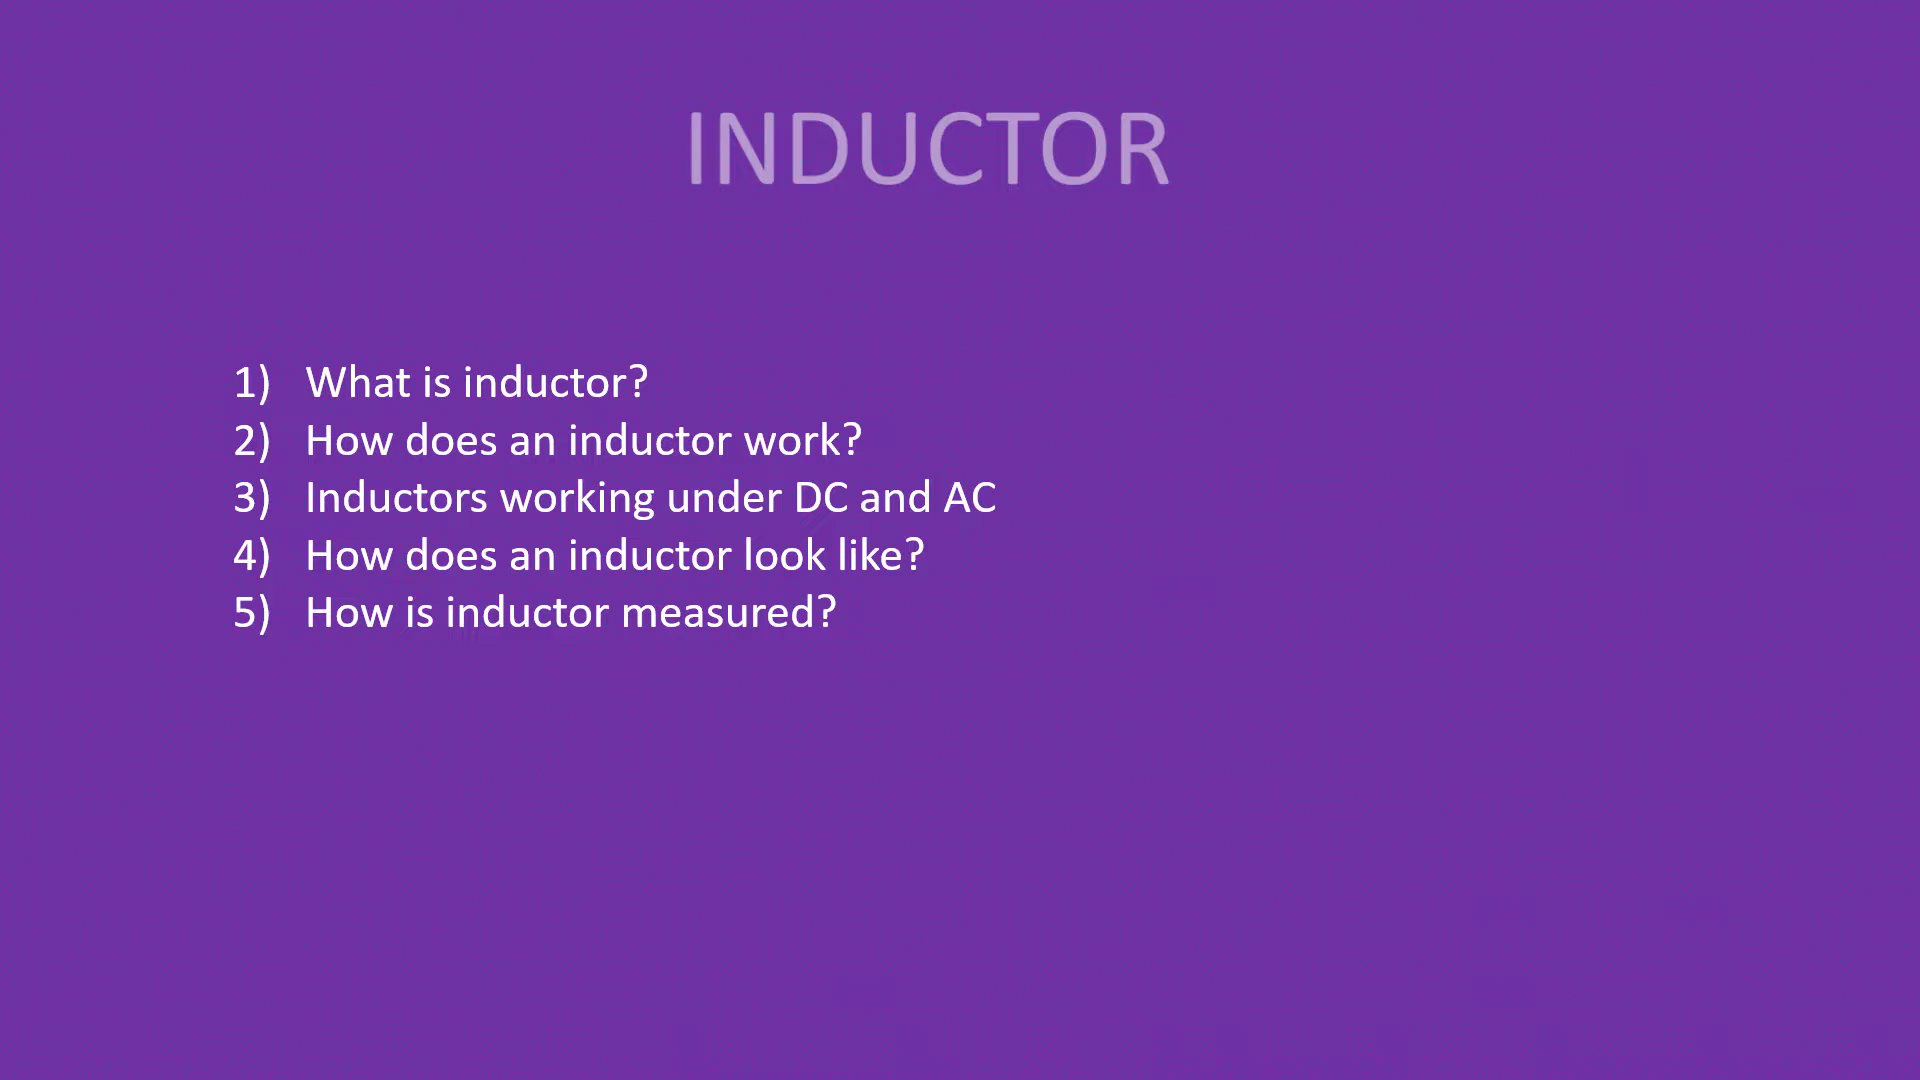 INDUCTOR
1) What is inductor?
2) How does an inductor work?
3) Inductors working under DC and AC
4) How does an inductor look like?
5) How is inductor measured?